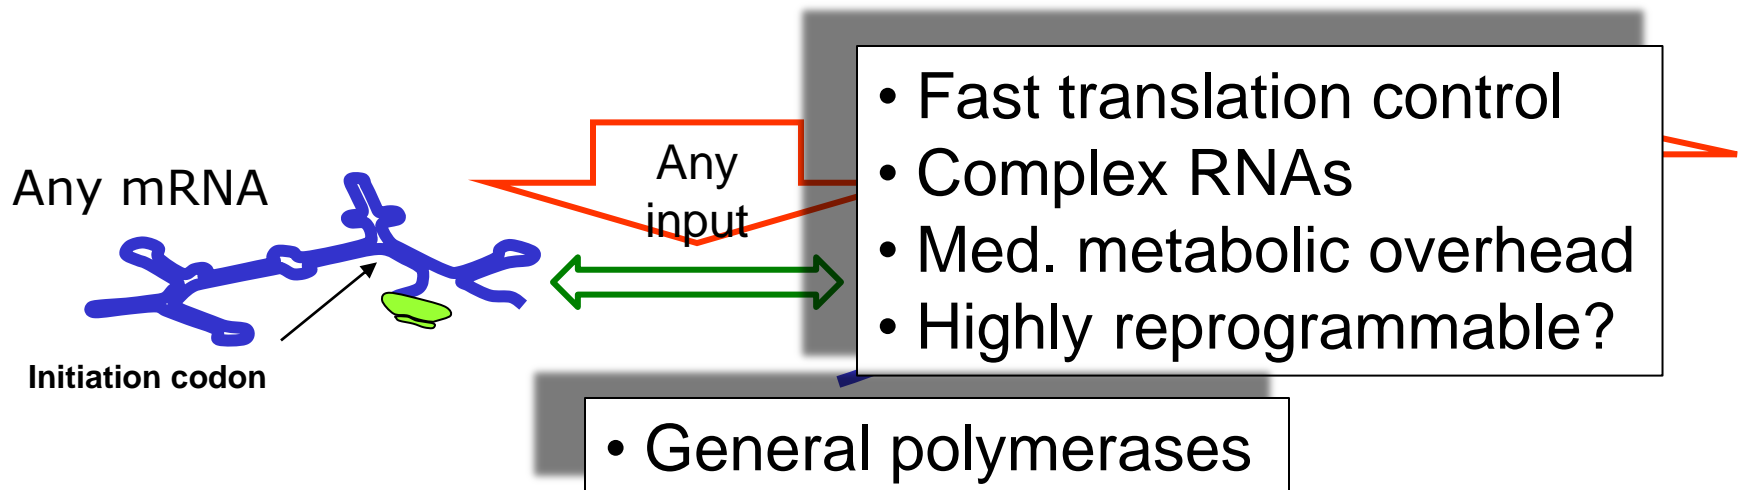 Any mRNA
Initiation codon
Any
input
• Fast translation control
• Complex RNAs
• Med. metabolic overhead
• Highly reprogrammable?
• General polymerases